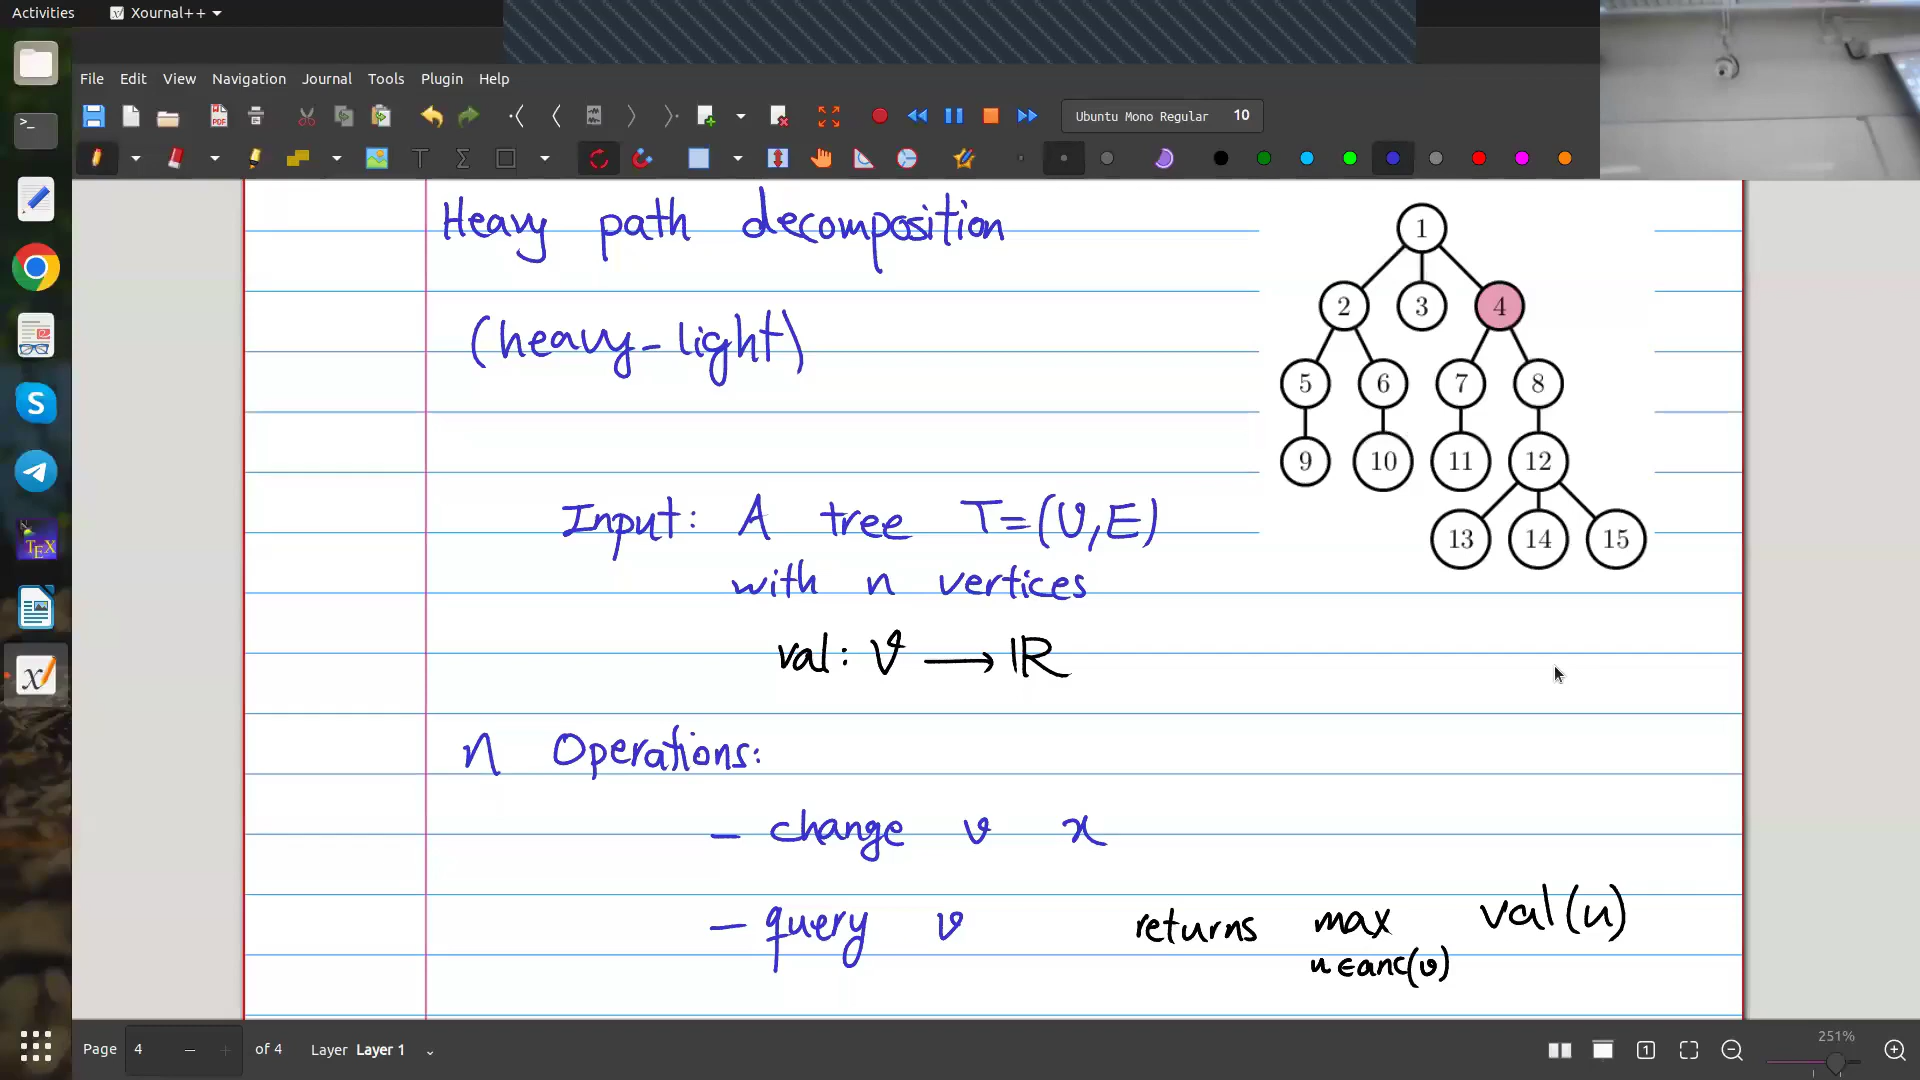 Activities
Xournal++
File Edit View Navigation Journal Tools Plugin Help
Ubuntu Mono Regular 10
Heavy path decomposition
(heavy-light)
1
2 3 4
5 6 7 8
9 10 11 12
13 14 15
Input: A tree T=(V,E)
with n vertices
val: V → ℝ
n Operations:
- change v x
- query v returns max val(u)
u∈anc(v)
Page 4 of 4 Layer Layer 1
251%
1
>_
S
TEX
X